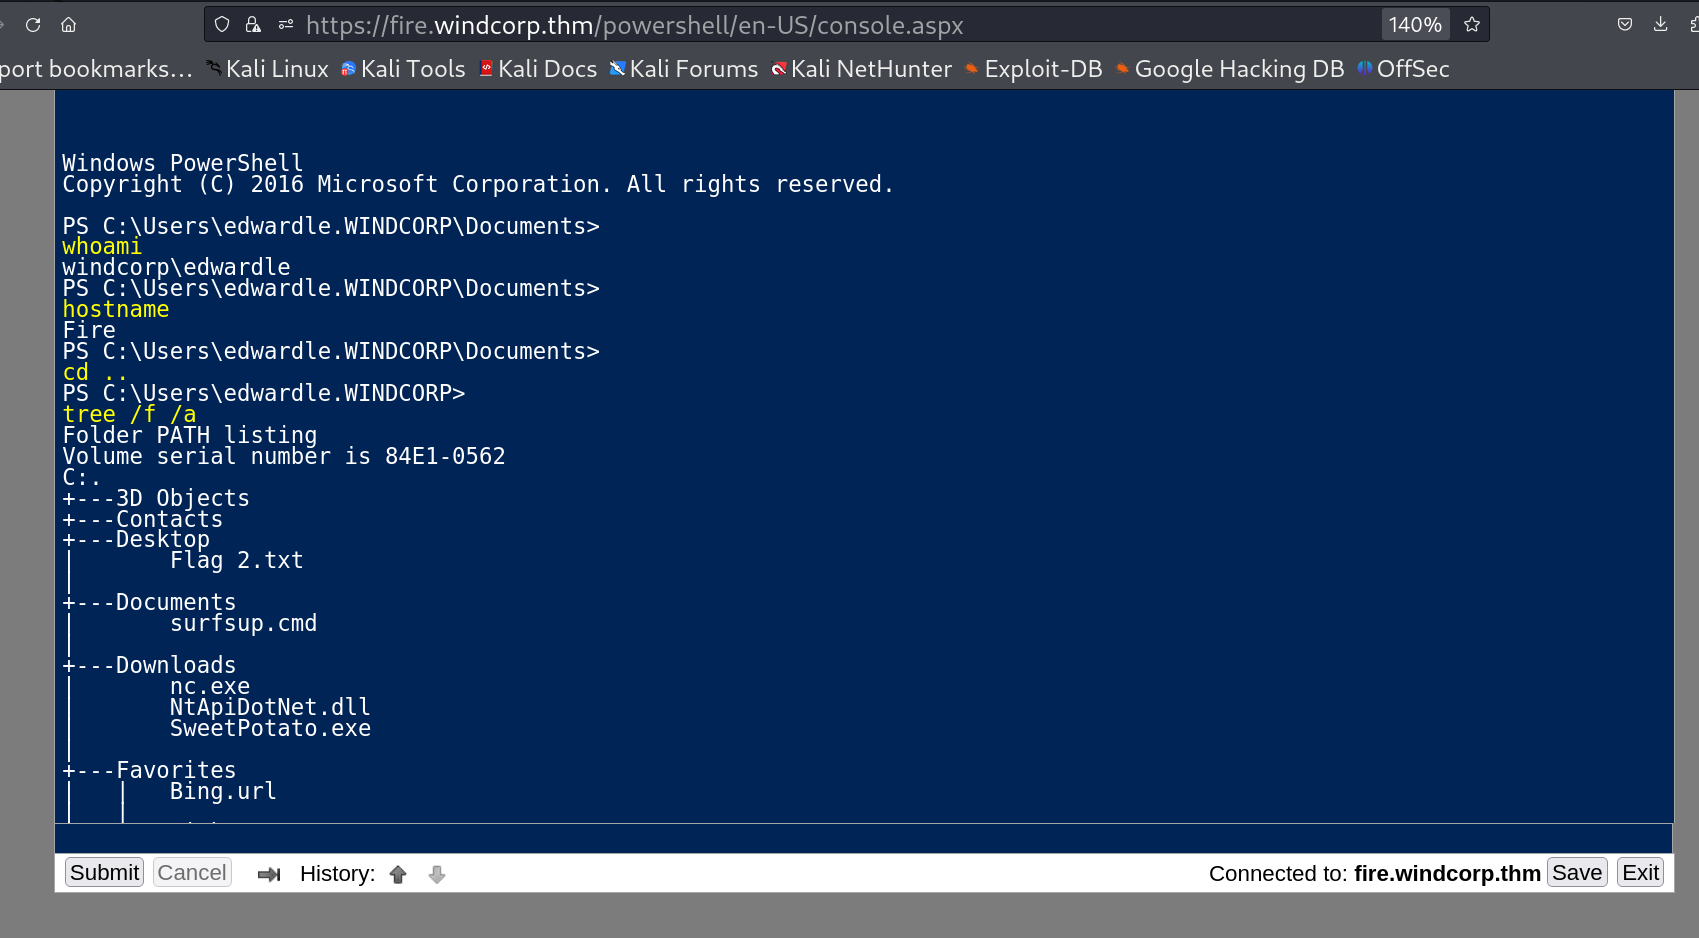 https://fire.windcorp.thm/powershell/en-US/console.aspx 140%
port bookmarks... Kali Linux Kali Tools Kali Docs Kali Forums Kali NetHunter Exploit-DB Google Hacking DB OffSec
Windows PowerShell
Copyright (C) 2016 Microsoft Corporation. All rights reserved.
PS C:\Users\edwardle.WINDCORP\Documents>
whoami
windcorp\edwardle
PS C:\Users\edwardle.WINDCORP\Documents>
hostname
Fire
PS C:\Users\edwardle.WINDCORP\Documents>
cd ..
PS C:\Users\edwardle.WINDCORP>
tree /f /a
Folder PATH listing
Volume serial number is 84E1-0562
C:.
+---3D Objects
+---Contacts
+---Desktop
|       Flag 2.txt
|
+---Documents
|       surfsup.cmd
|
+---Downloads
|       nc.exe
|       NtApiDotNet.dll
|       SweetPotato.exe
|
+---Favorites
|   |   Bing.url
|   |
Submit Cancel History: Connected to: fire.windcorp.thm Save Exit